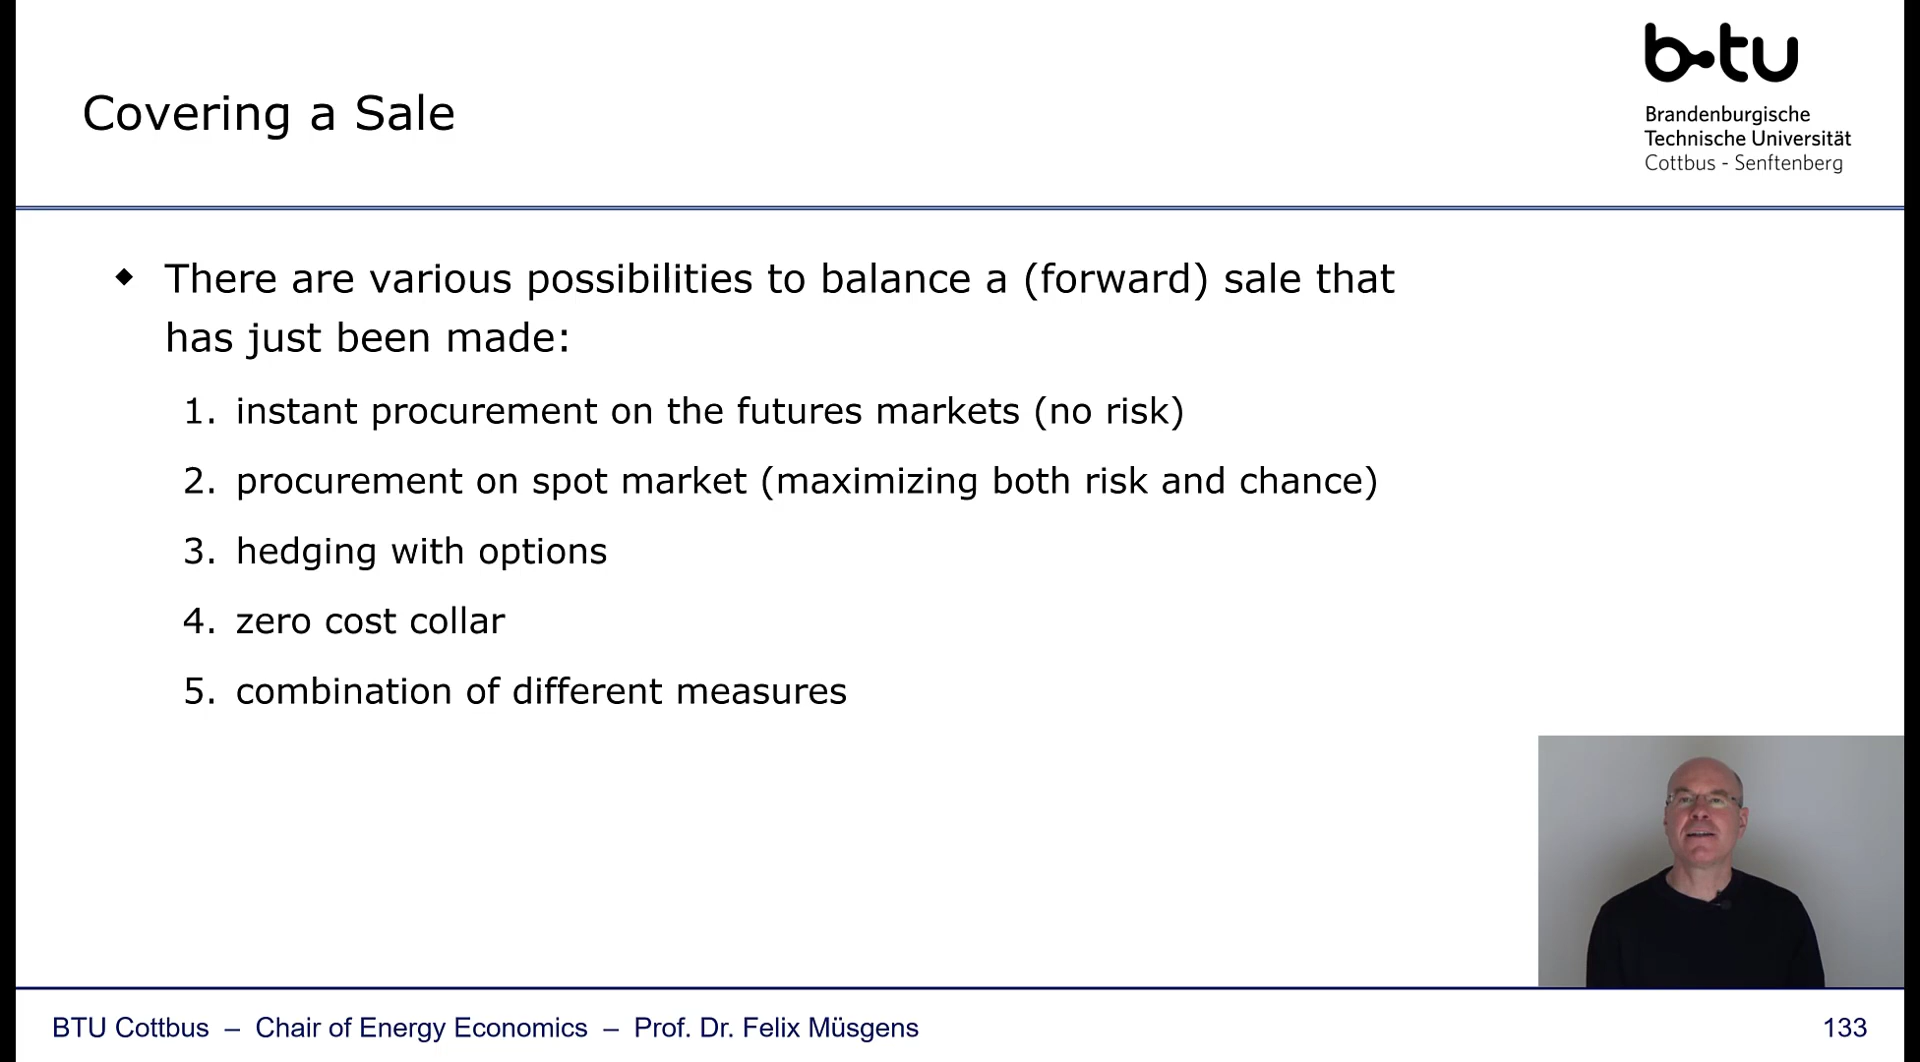 b-tu
Brandenburgische
Technische Universität
Cottbus - Senftenberg
Covering a Sale
There are various possibilities to balance a (forward) sale that
has just been made:
1. instant procurement on the futures markets (no risk)
2. procurement on spot market (maximizing both risk and chance)
3. hedging with options
4. zero cost collar
5. combination of different measures
BTU Cottbus – Chair of Energy Economics – Prof. Dr. Felix Müsgens
133